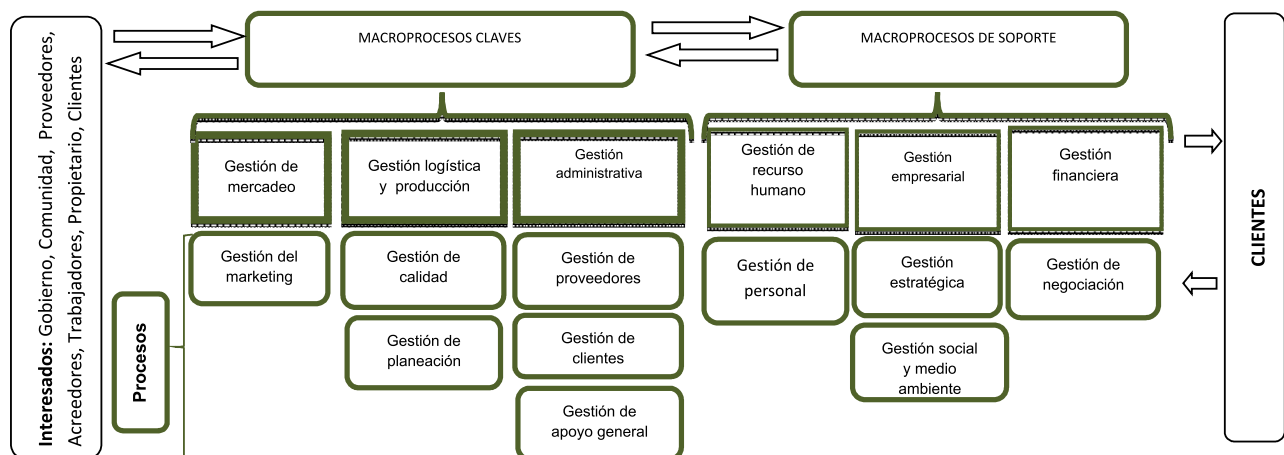 Interesados: Gobierno, Comunidad, Proveedores,
Acreedores, Trabajadores, Propietario, Clientes
MACROPROCESOS CLAVES
MACROPROCESOS DE SOPORTE
Gestión de
mercadeo
Gestión logística
y producción
Gestión
administrativa
Gestión de
recurso
humano
Gestión
empresarial
Gestión
financiera
Procesos
Gestión del
marketing
Gestión de
calidad
Gestión de
proveedores
Gestión de
personal
Gestión
estratégica
Gestión de
negociación
Gestión de
planeación
Gestión de
clientes
Gestión social
y medio
ambiente
Gestión de
apoyo general
CLIENTES